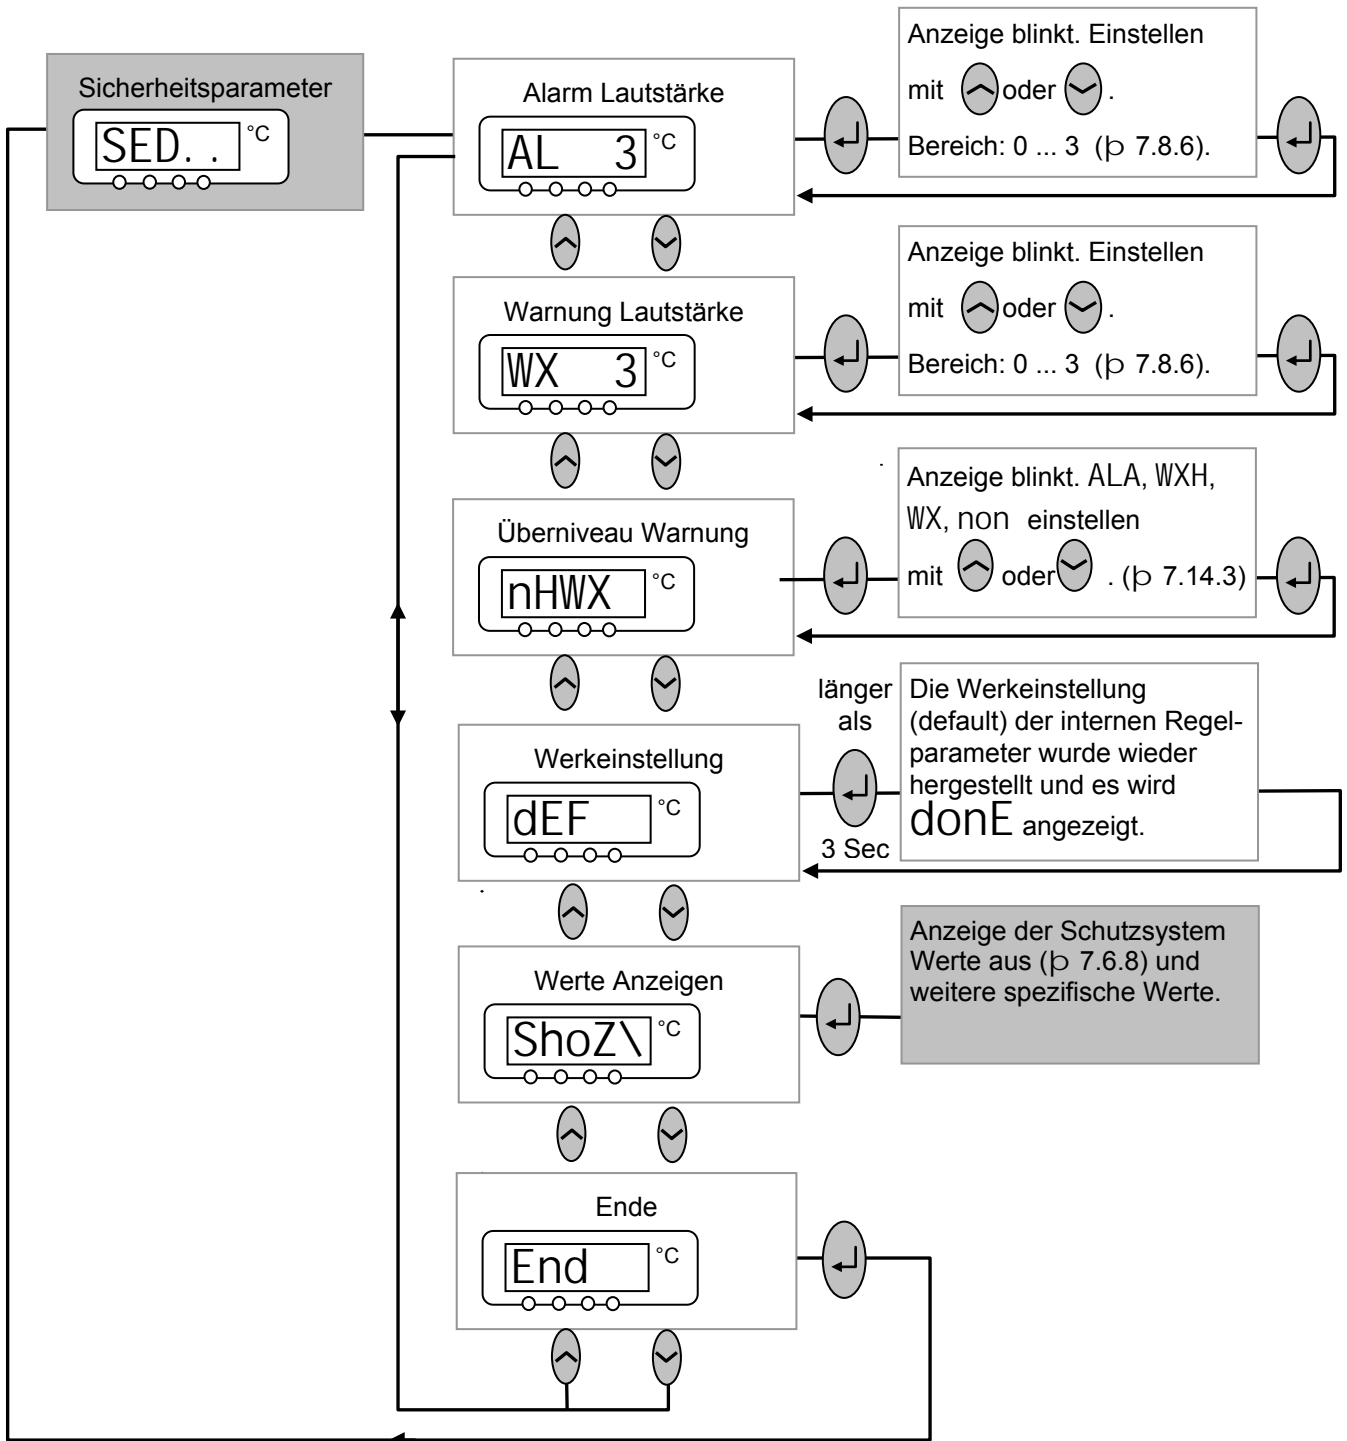 Sicherheitsparameter
SED. .
°C
Alarm Lautstärke
AL 3
°C
Anzeige blinkt. Einstellen
mit oder .
Bereich: 0 ... 3 (þ 7.8.6).
Warnung Lautstärke
WX 3
°C
Anzeige blinkt. Einstellen
mit oder .
Bereich: 0 ... 3 (þ 7.8.6).
Überniveau Warnung
nHWX
°C
Anzeige blinkt. ALA, WXH,
WX, non einstellen
mit oder . (þ 7.14.3)
Werkeinstellung
dEF
°C
länger
als
3 Sec
Die Werkeinstellung
(default) der internen Regel-
parameter wurde wieder
hergestellt und es wird
donE angezeigt.
Werte Anzeigen
ShoZ\
°C
Anzeige der Schutzsystem
Werte aus (þ 7.6.8) und
weitere spezifische Werte.
Ende
End
°C